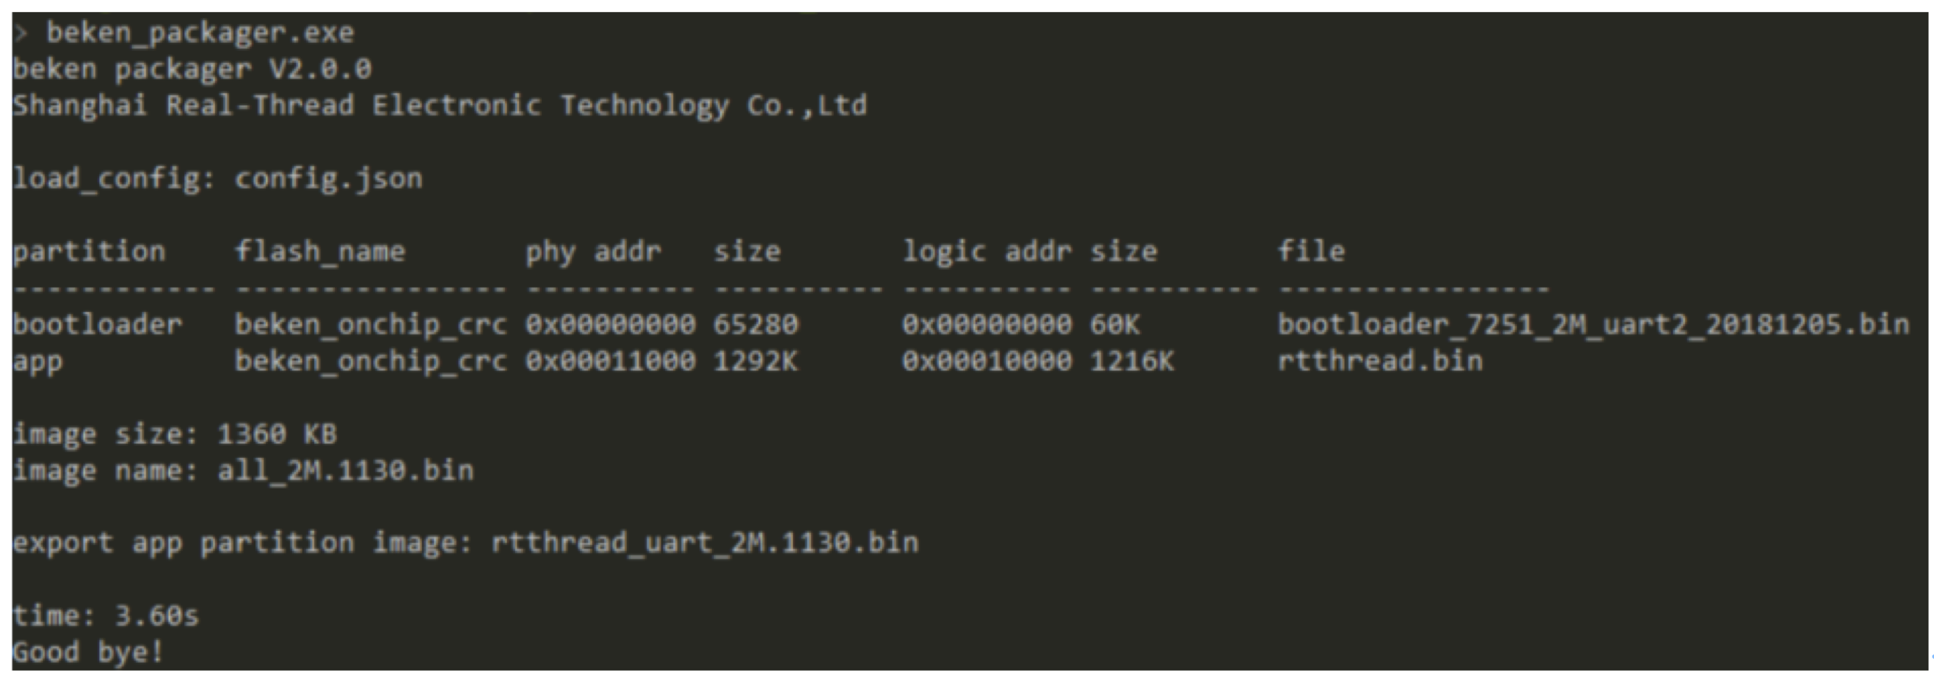 > beken_packager.exe
beken packager V2.0.0
Shanghai Real-Thread Electronic Technology Co.,Ltd
load_config: config.json
partition    flash_name       phy addr   size       logic addr size       file
------------ ---------------- ---------- ---------- ---------- ---------- ----------------
bootloader   beken_onchip_crc 0x00000000 65280      0x00000000 60K        bootloader_7251_2M_uart2_20181205.bin
app          beken_onchip_crc 0x00011000 1292K      0x00010000 1216K      rtthread.bin
image size: 1360 KB
image name: all_2M.1130.bin
export app partition image: rtthread_uart_2M.1130.bin
time: 3.60s
Good bye!